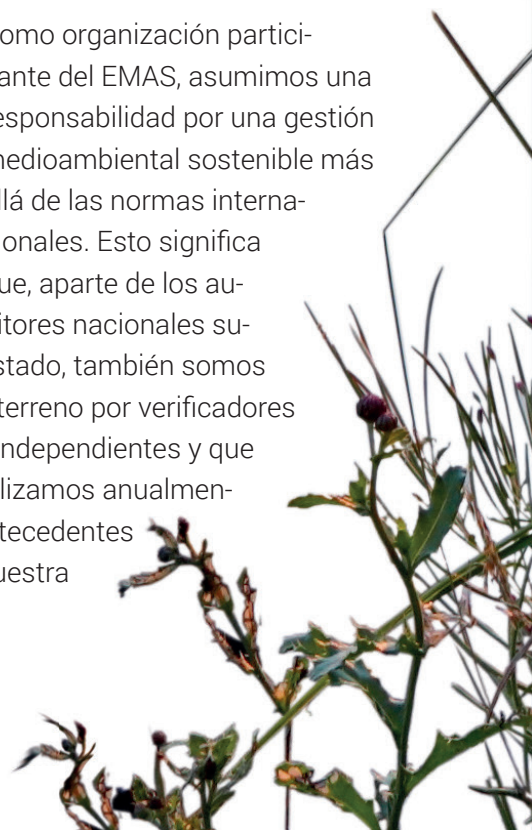 omo organización partici-
ante del EMAS, asumimos una
esponsabilidad por una gestión
medioambiental sostenible más
llá de las normas interna-
ionales. Esto significa
ue, aparte de los au-
itores nacionales su-
stado, también somos
terreno por verificadores
independientes y que
lizamos anualmen-
tecedentes
uestra